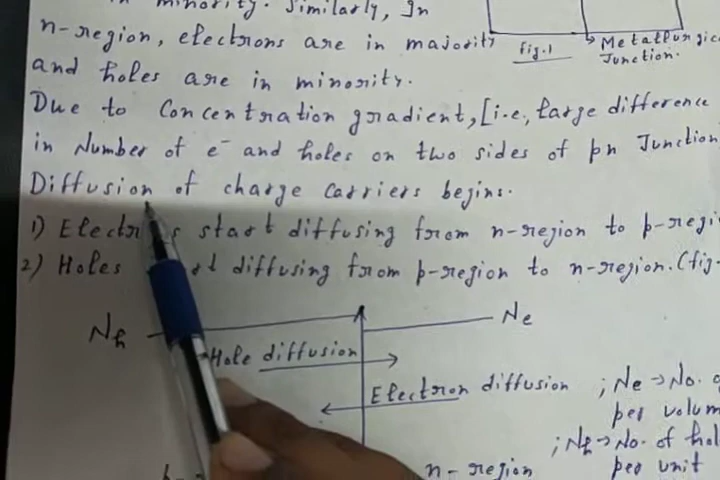 in minority. Similarly, In
n-region, electrons are in majority
and holes are in minority.
fig.1
Metallurgic
Junction.
Due to Concentration gradient, [i.e, large difference
in Number of e⁻ and holes on two sides of pn Junction
Diffusion of charge carriers begins.
1) Electr s start diffusing from n-region to p-regi
2) Holes rt diffusing from p-region to n-region. (fig-
Nh
Ne
Hole diffusion
Electron diffusion ; Ne → No. o
per volum
; Nh → No. of hol
per unit
n-region